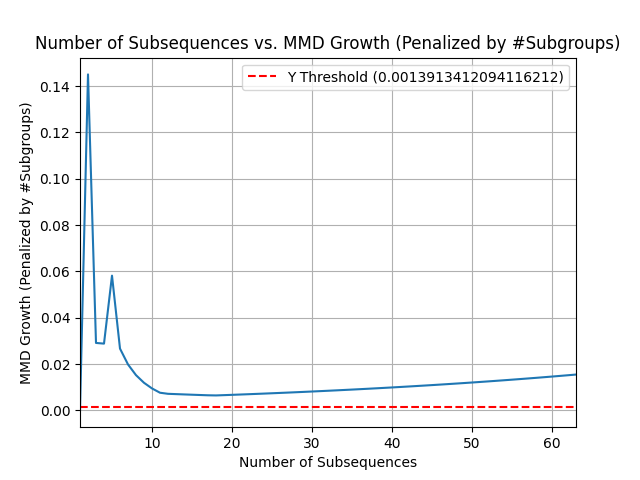 Number of Subsequences vs. MMD Growth (Penalized by #Subgroups)
Y Threshold (0.0013913412094116212)
MMD Growth (Penalized by #Subgroups)
0.14
0.12
0.10
0.08
0.06
0.04
0.02
0.00
10 20 30 40 50 60
Number of Subsequences